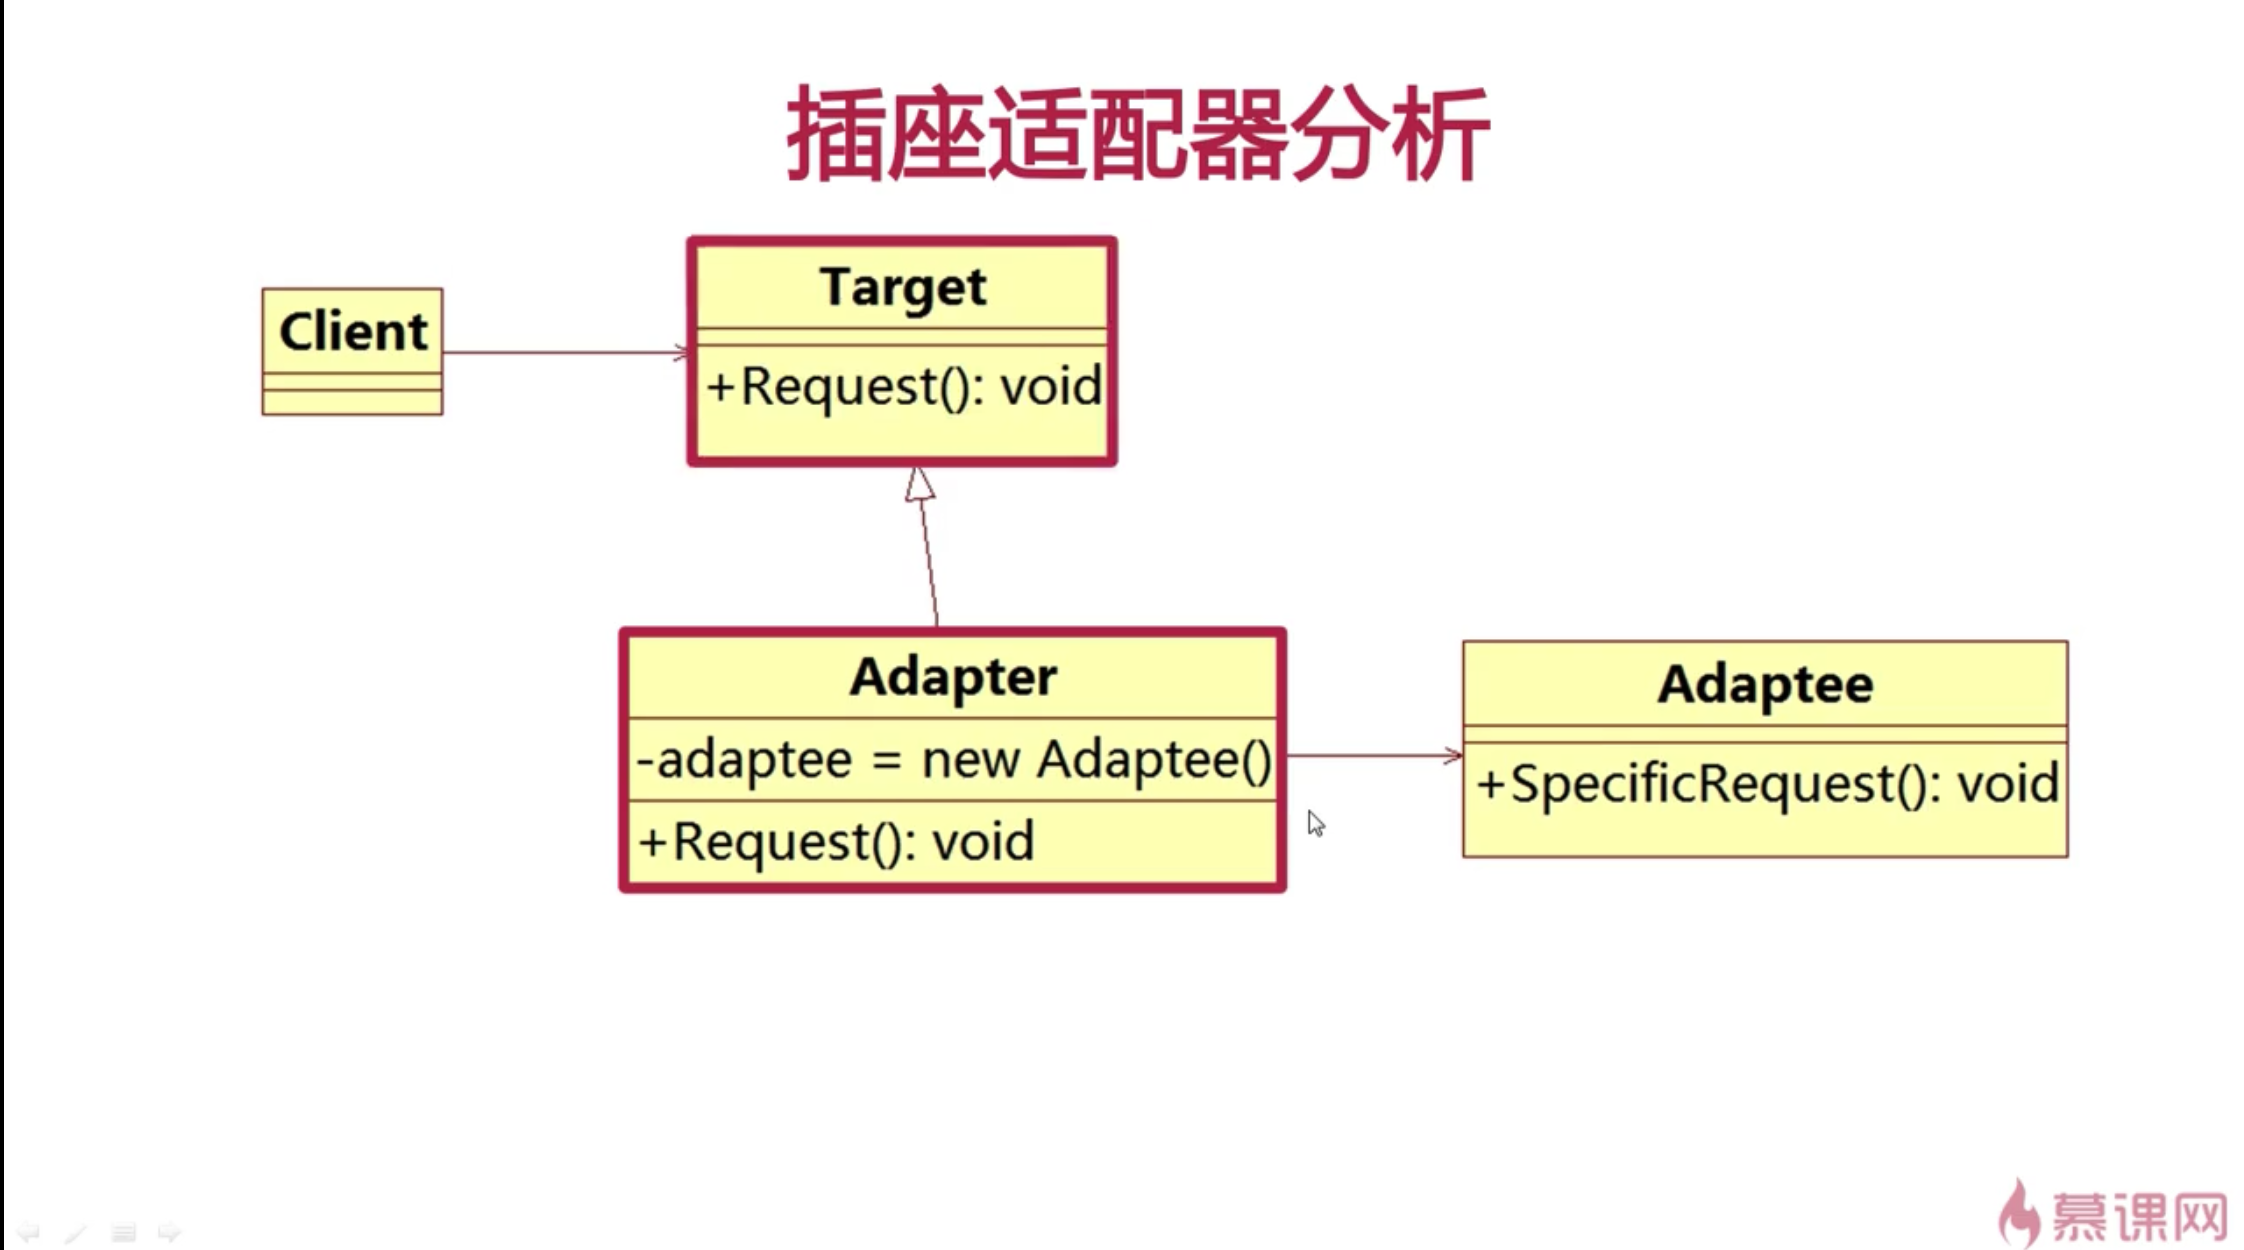 插座适配器分析
Client
Target
+Request(): void
Adapter
-adaptee = new Adaptee()
+Request(): void
Adaptee
+SpecificRequest(): void
慕课网